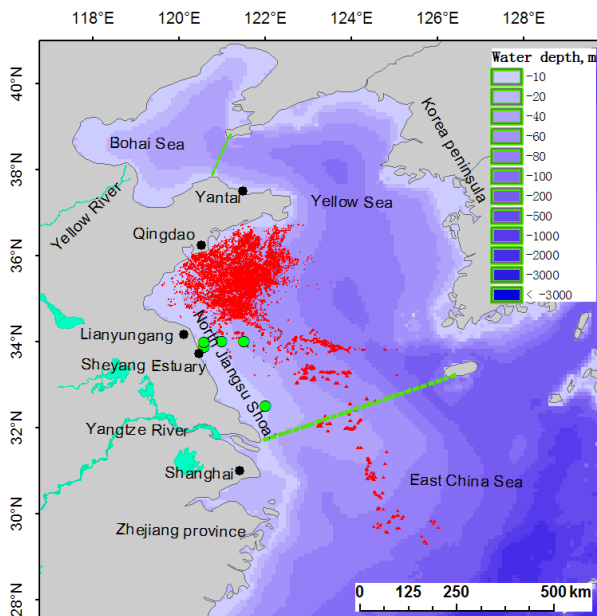 120°E 122°E 124°E 126°E 128°E
40°N
38°N
36°N
34°N
32°N
30°N
28°N
Water depth,m
-10
-20
-40
-60
-80
-100
-200
-500
-1000
-2000
-3000
< -3000
Korea peninsula
Bohai Sea
Yellow River
Yantai
Yellow Sea
Qingdao
Lianyungang
North Jiangsu Shoa
Sheyang Estuary
Yangtze River
Shanghai
East China Sea
Zhejiang province
0 125 250 500 km